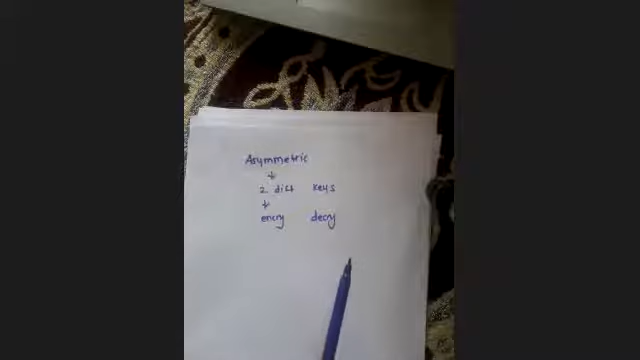 Asymmetric
↓
2 diff keys
↓
encry decry